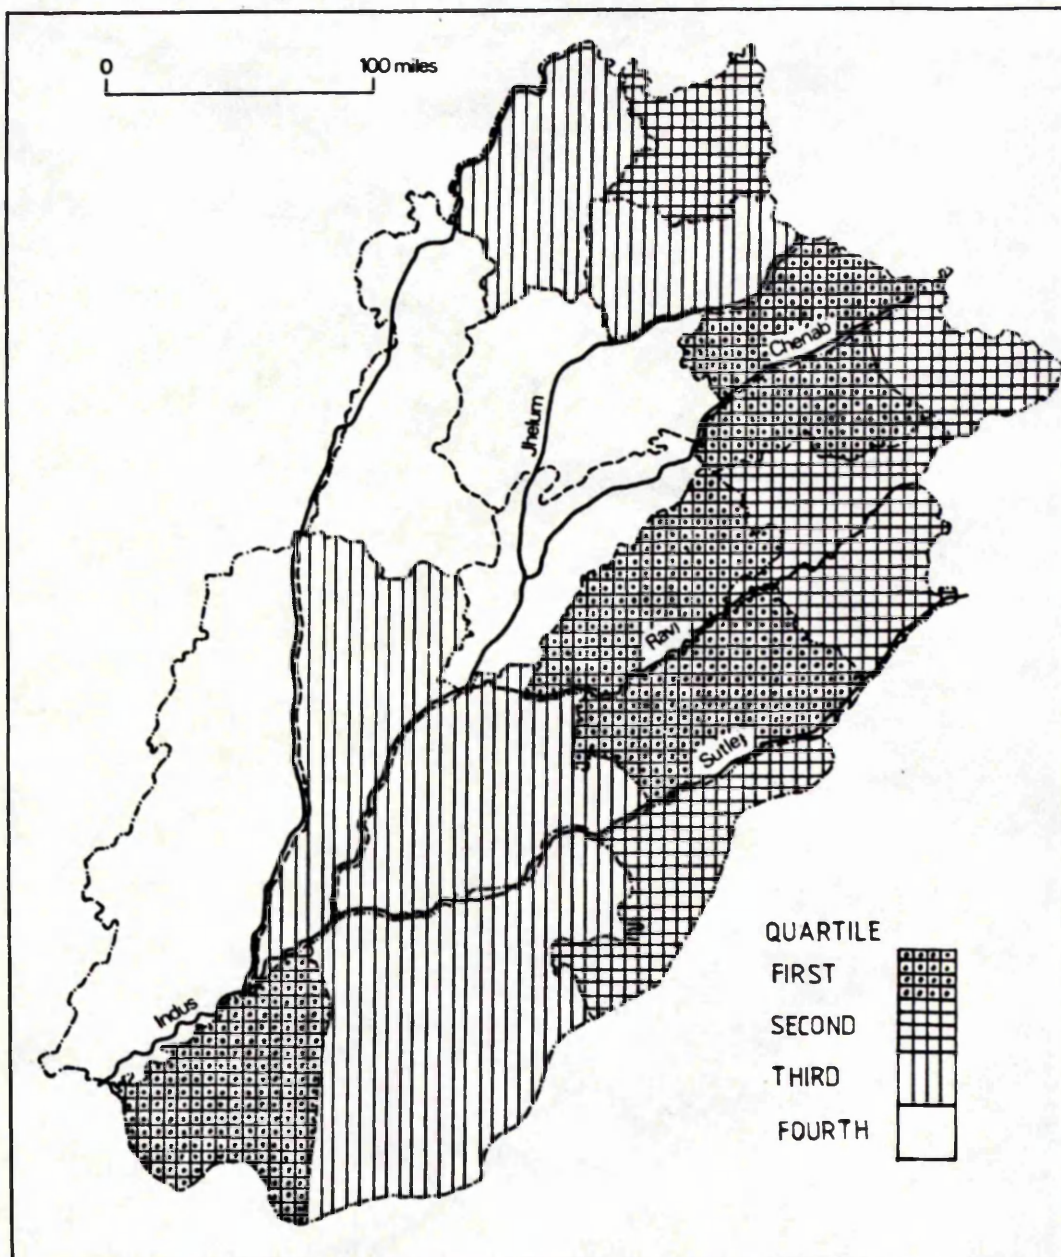 0 100 miles
Chenab
Jhelum
Ravi
Sutlej
Indus
QUARTILE
FIRST
SECOND
THIRD
FOURTH